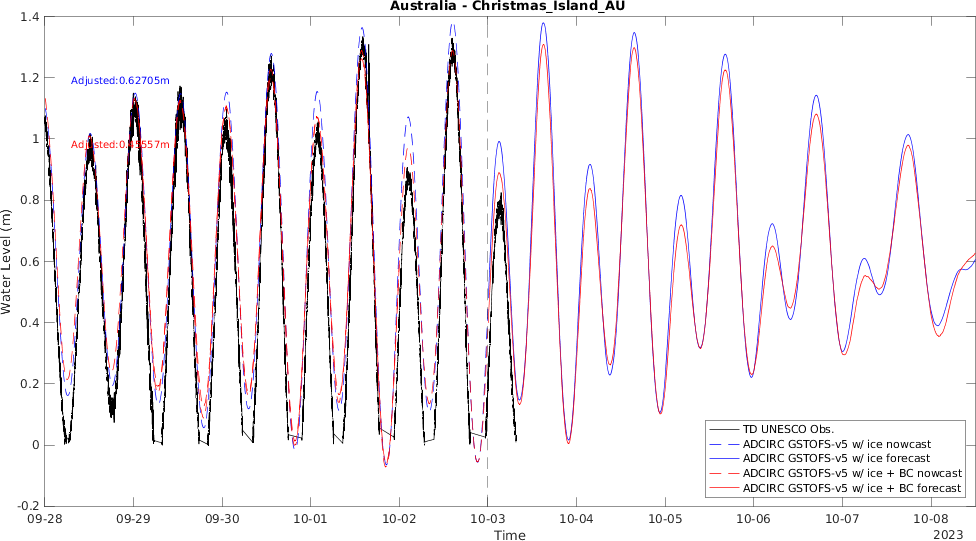 Australia - Christmas_Island_AU
1.4
1.2
1
0.8
0.6
0.4
0.2
0
-0.2
Water Level (m)
Adjusted:0.62705m
Adjusted:0.45557m
TD UNESCO Obs.
ADCIRC GSTOFS-v5 w/ ice nowcast
ADCIRC GSTOFS-v5 w/ ice forecast
ADCIRC GSTOFS-v5 w/ ice + BC nowcast
ADCIRC GSTOFS-v5 w/ ice + BC forecast
09-28 09-29 09-30 10-01 10-02 10-03 10-04 10-05 10-06 10-07 10-08
Time
2023